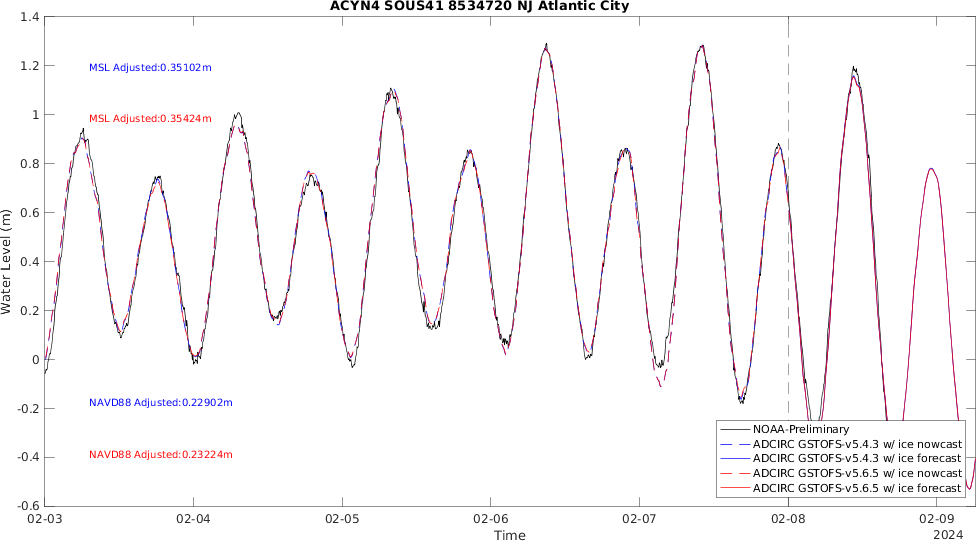 ACYN4 SOUS41 8534720 NJ Atlantic City
1.4
1.2
1
0.8
0.6
0.4
0.2
0
-0.2
-0.4
-0.6
Water Level (m)
MSL Adjusted:0.35102m
MSL Adjusted:0.35424m
NAVD88 Adjusted:0.22902m
NAVD88 Adjusted:0.23224m
NOAA-Preliminary
ADCIRC GSTOFS-v5.4.3 w/ ice nowcast
ADCIRC GSTOFS-v5.4.3 w/ ice forecast
ADCIRC GSTOFS-v5.6.5 w/ ice nowcast
ADCIRC GSTOFS-v5.6.5 w/ ice forecast
02-03 02-04 02-05 02-06 02-07 02-08 02-09
Time 2024